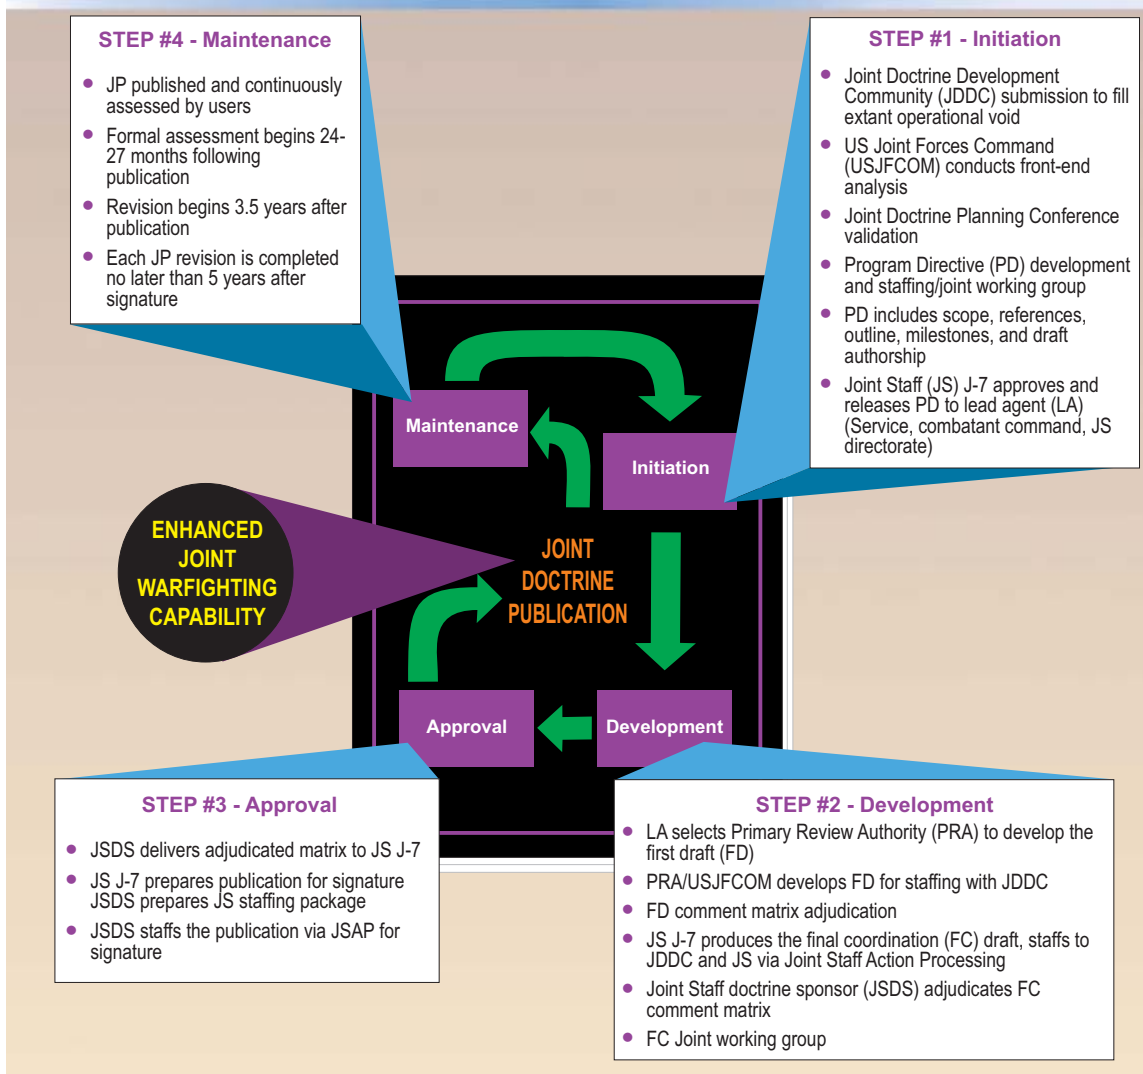 STEP #4 - Maintenance
• JP published and continuously
assessed by users
• Formal assessment begins 24-
27 months following
publication
• Revision begins 3.5 years after
publication
• Each JP revision is completed
no later than 5 years after
signature
STEP #1 - Initiation
• Joint Doctrine Development
Community (JDDC) submission to fill
extant operational void
• US Joint Forces Command
(USJFCOM) conducts front-end
analysis
• Joint Doctrine Planning Conference
validation
• Program Directive (PD) development
and staffing/joint working group
• PD includes scope, references,
outline, milestones, and draft
authorship
• Joint Staff (JS) J-7 approves and
releases PD to lead agent (LA)
(Service, combatant command, JS
directorate)
Maintenance
Initiation
ENHANCED
JOINT
WARFIGHTING
CAPABILITY
JOINT
DOCTRINE
PUBLICATION
Approval
Development
STEP #3 - Approval
• JSDS delivers adjudicated matrix to JS J-7
• JS J-7 prepares publication for signature
JSDS prepares JS staffing package
• JSDS staffs the publication via JSAP for
signature
STEP #2 - Development
• LA selects Primary Review Authority (PRA) to develop the
first draft (FD)
• PRA/USJFCOM develops FD for staffing with JDDC
• FD comment matrix adjudication
• JS J-7 produces the final coordination (FC) draft, staffs to
JDDC and JS via Joint Staff Action Processing
• Joint Staff doctrine sponsor (JSDS) adjudicates FC
comment matrix
• FC Joint working group